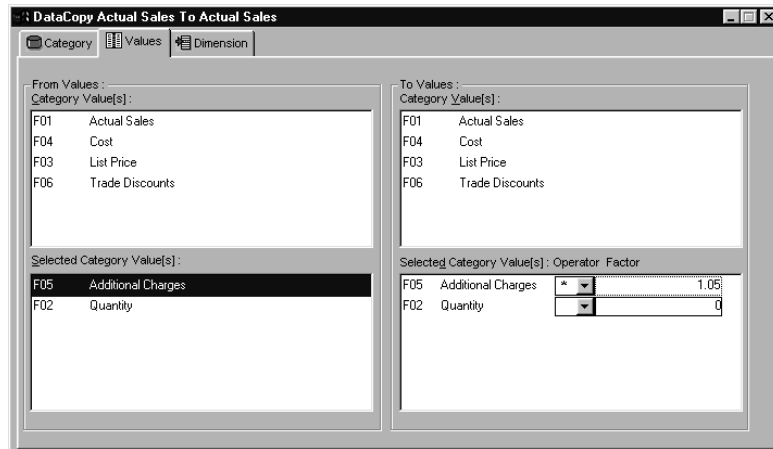 DataCopy Actual Sales To Actual Sales
Category Values Dimension
From Values :
Category Value[s] :
F01 Actual Sales
F04 Cost
F03 List Price
F06 Trade Discounts
Selected Category Value[s] :
F05 Additional Charges
F02 Quantity
To Values :
Category Value[s] :
F01 Actual Sales
F04 Cost
F03 List Price
F06 Trade Discounts
Selected Category Value[s] : Operator Factor
F05 Additional Charges * 1.05
F02 Quantity 0